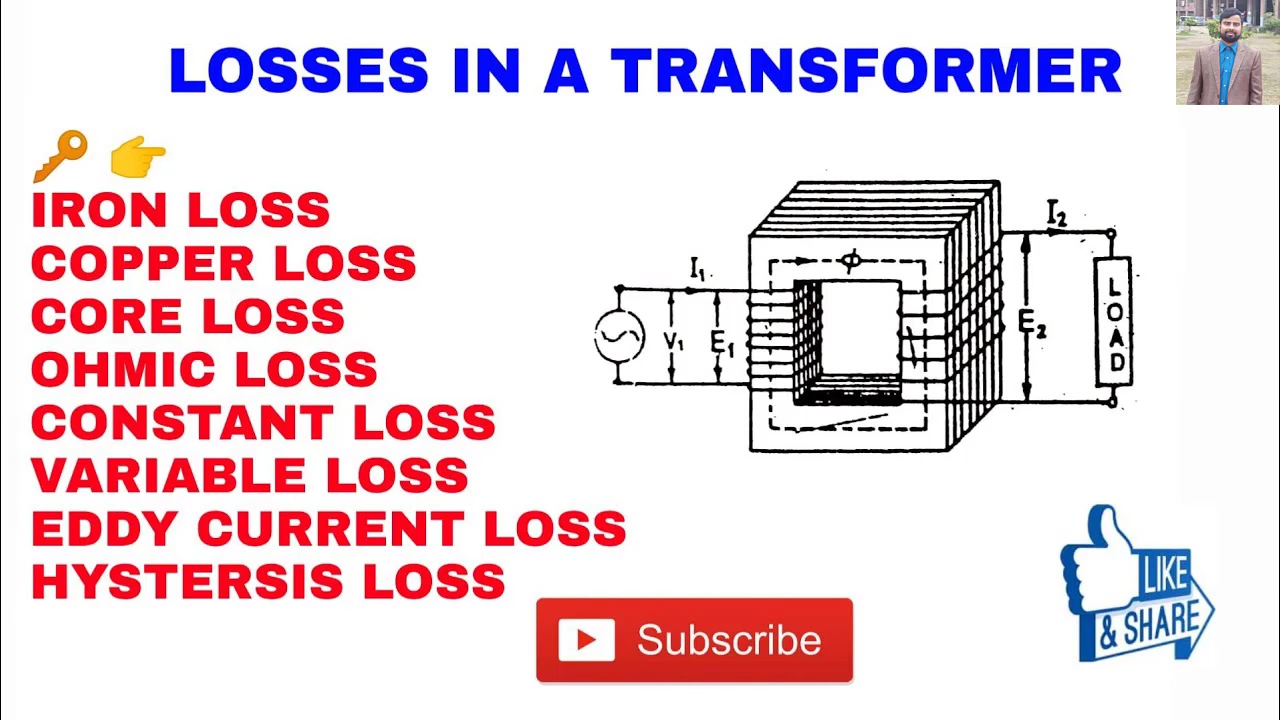 LOSSES IN A TRANSFORMER
IRON LOSS
COPPER LOSS
CORE LOSS
OHMIC LOSS
CONSTANT LOSS
VARIABLE LOSS
EDDY CURRENT LOSS
HYSTERSIS LOSS
I₁
V₁
E₁
ϕ
I₂
E₂
LOAD
Subscribe
LIKE
& SHARE